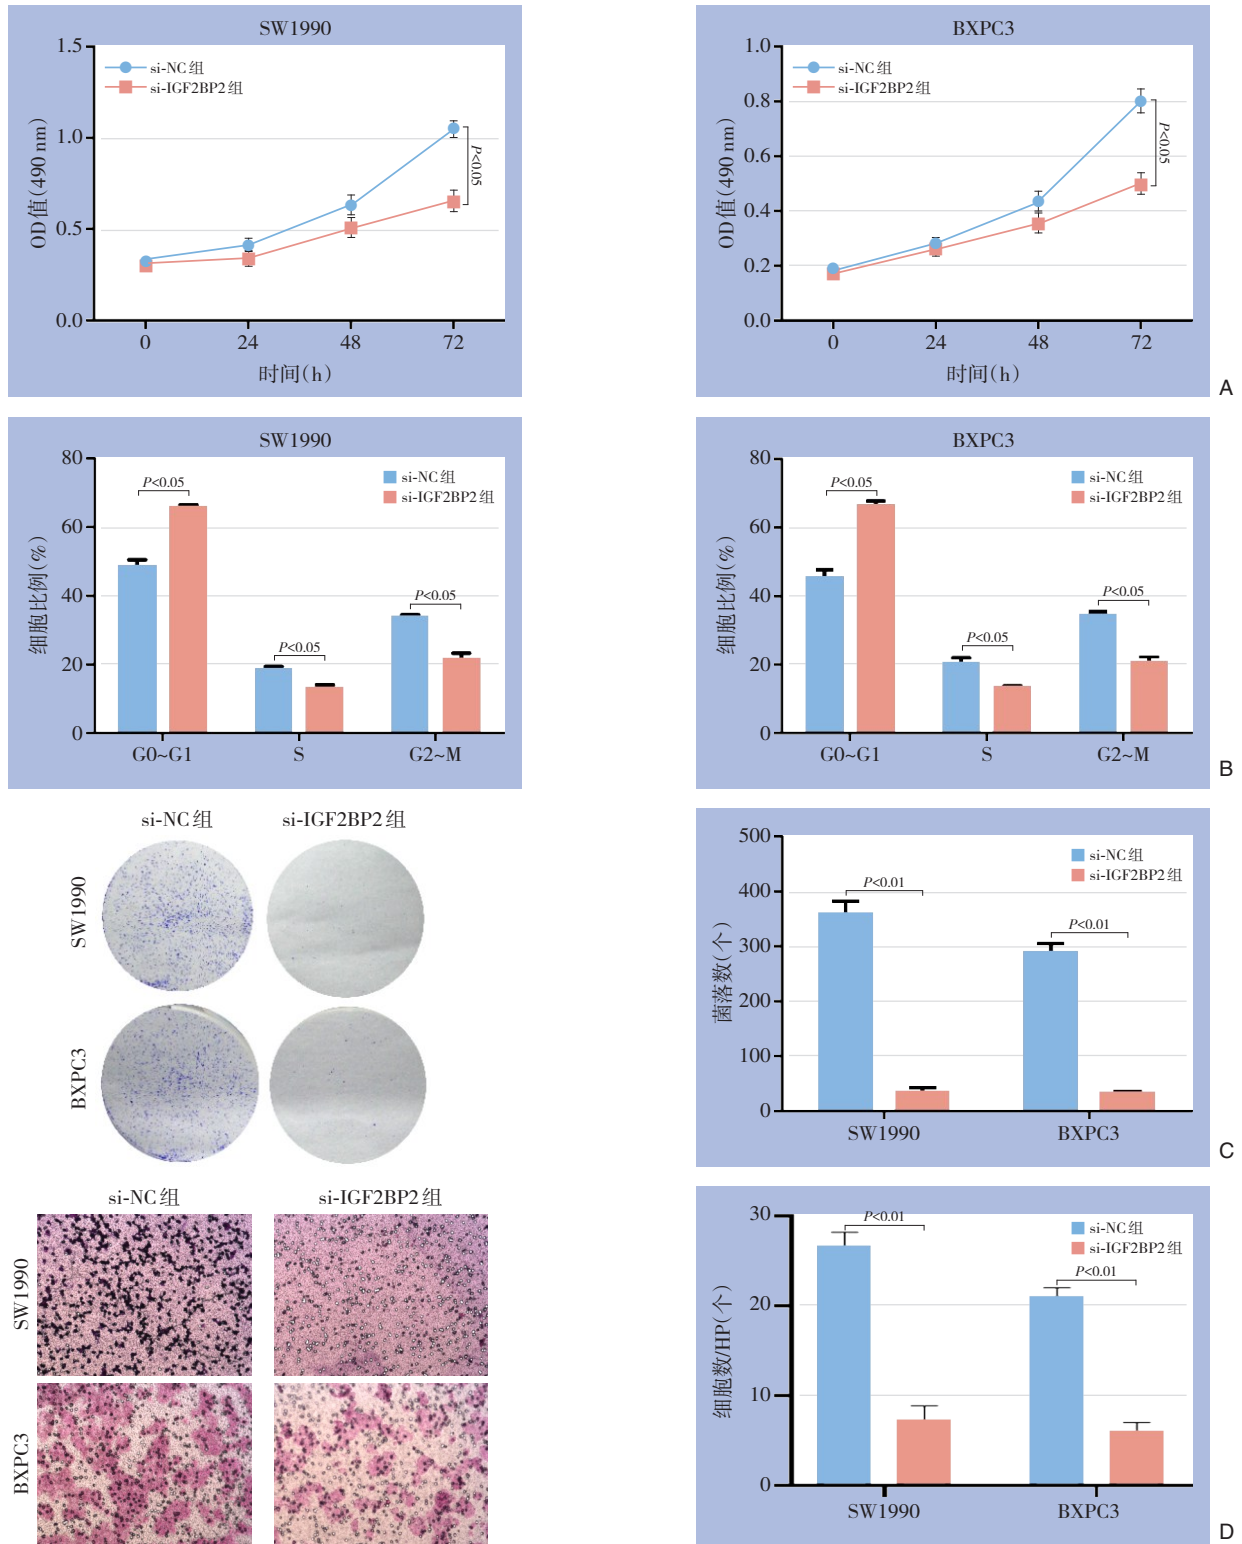 SW1990
1.5
1.0
0.5
0.0
OD值(490 nm)
si-NC组
si-IGF2BP2组
P<0.05
0 24 48 72
时间(h)
BXPC3
1.0
0.8
0.6
0.4
0.2
0.0
OD值(490 nm)
si-NC组
si-IGF2BP2组
P<0.05
0 24 48 72
时间(h)
A
SW1990
80
60
40
20
0
细胞比例(%)
si-NC组
si-IGF2BP2组
P<0.05
P<0.05
P<0.05
G0~G1 S G2~M
BXPC3
80
60
40
20
0
细胞比例(%)
si-NC组
si-IGF2BP2组
P<0.05
P<0.05
P<0.05
G0~G1 S G2~M
B
si-NC组 si-IGF2BP2组
SW1990
BXPC3
500
400
300
200
100
0
菌落数(个)
si-NC组
si-IGF2BP2组
P<0.01
P<0.01
SW1990 BXPC3
C
si-NC组 si-IGF2BP2组
SW1990
BXPC3
30
20
10
0
细胞数/HP(个)
si-NC组
si-IGF2BP2组
P<0.01
P<0.01
SW1990 BXPC3
D